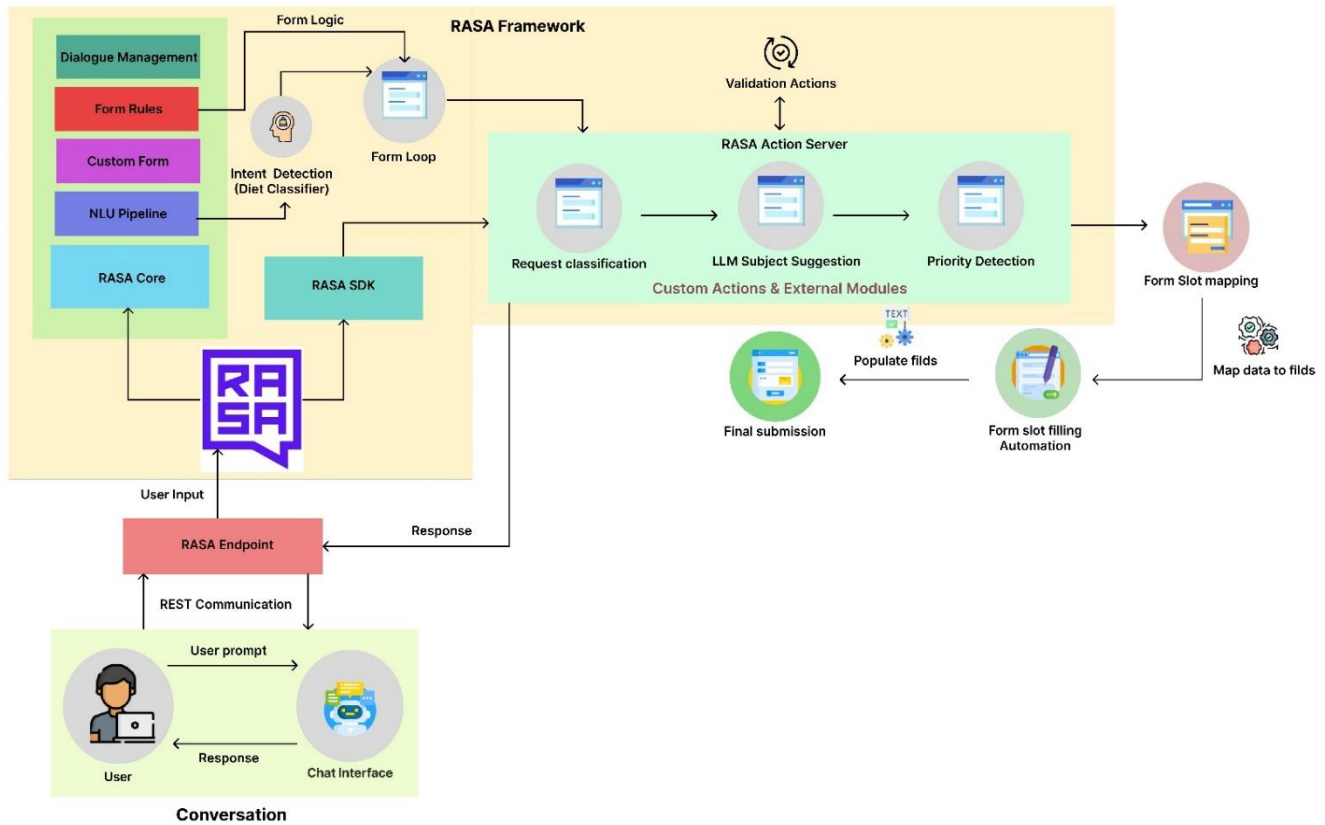 Form Logic
RASA Framework
Dialogue Management
Form Rules
Custom Form
NLU Pipeline
RASA Core
Intent Detection
(Diet Classifier)
Form Loop
RASA SDK
Validation Actions
RASA Action Server
Request classification
LLM Subject Suggestion
Priority Detection
Custom Actions & External Modules
Form Slot mapping
Map data to filds
TEXT
Populate filds
Form slot filling
Automation
Final submission
RA
SA
User Input
RASA Endpoint
Response
REST Communication
User prompt
Response
User
Chat Interface
Conversation